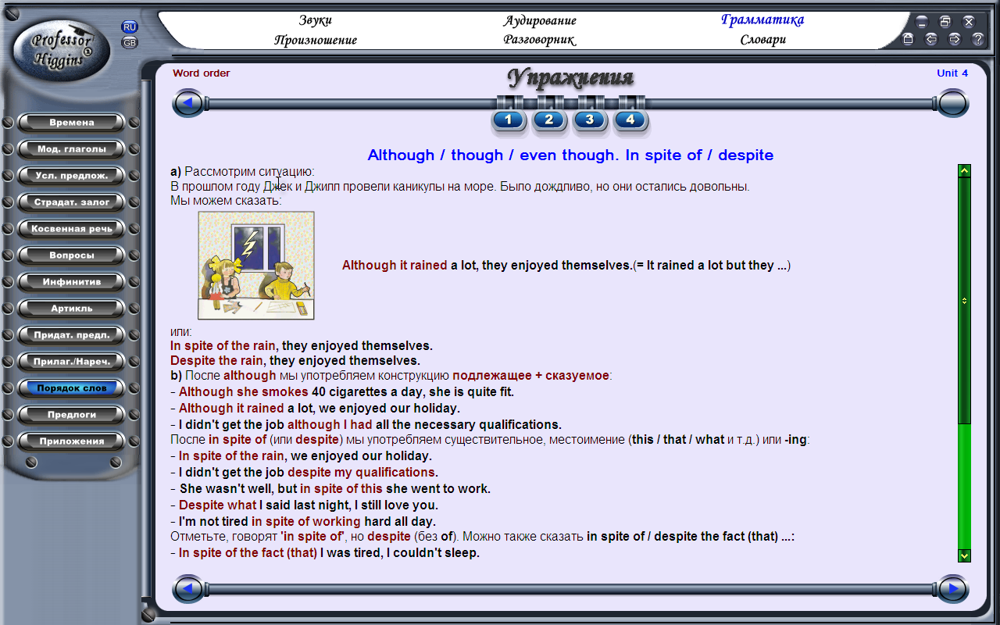 Professor
Higgins
RU
GB
Звуки
Произношение
Аудирование
Разговорник
Грамматика
Словари
?
Word order
Упражнения
Unit 4
1 2 3 4
Времена
Мод. глаголы
Усл. предлож.
Страдат. залог
Косвенная речь
Вопросы
Инфинитив
Артикль
Придат. предл.
Прилаг./Нареч.
Порядок слов
Предлоги
Приложения
Although / though / even though. In spite of / despite
a) Рассмотрим ситуацию:
В прошлом году Джек и Джилл провели каникулы на море. Было дождливо, но они остались довольны.
Мы можем сказать:
Although it rained a lot, they enjoyed themselves.(= It rained a lot but they ...)
или:
In spite of the rain, they enjoyed themselves.
Despite the rain, they enjoyed themselves.
b) После although мы употребляем конструкцию подлежащее + сказуемое:
- Although she smokes 40 cigarettes a day, she is quite fit.
- Although it rained a lot, we enjoyed our holiday.
- I didn't get the job although I had all the necessary qualifications.
После in spite of (или despite) мы употребляем существительное, местоимение (this / that / what и т.д.) или -ing:
- In spite of the rain, we enjoyed our holiday.
- I didn't get the job despite my qualifications.
- She wasn't well, but in spite of this she went to work.
- Despite what I said last night, I still love you.
- I'm not tired in spite of working hard all day.
Отметьте, говорят 'in spite of', но despite (без of). Можно также сказать in spite of / despite the fact (that) ...:
- In spite of the fact (that) I was tired, I couldn't sleep.